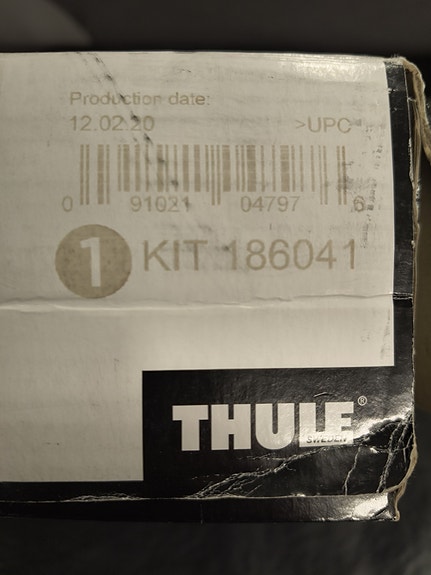 Production date:
12.02.20 >UPC
0 91021 04797 6
1 KIT 186041
THULE®
SWEDEN